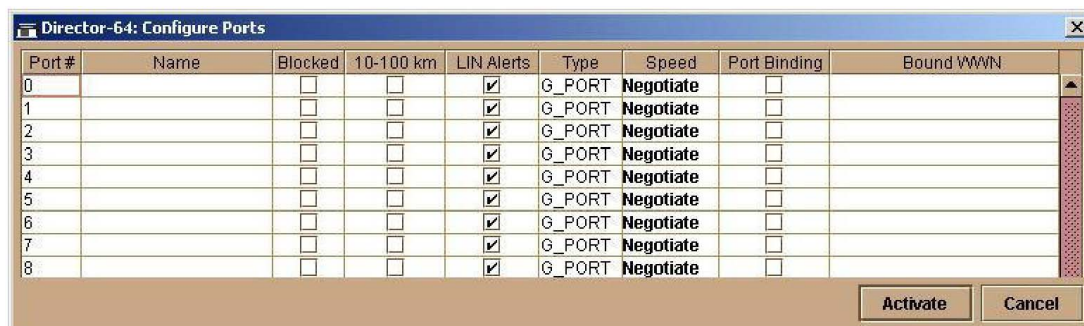 Director-64: Configure Ports
Port # Name Blocked 10-100 km LIN Alerts Type Speed Port Binding Bound WWN
0 G_PORT Negotiate
1 G_PORT Negotiate
2 G_PORT Negotiate
3 G_PORT Negotiate
4 G_PORT Negotiate
5 G_PORT Negotiate
6 G_PORT Negotiate
7 G_PORT Negotiate
8 G_PORT Negotiate
Activate Cancel